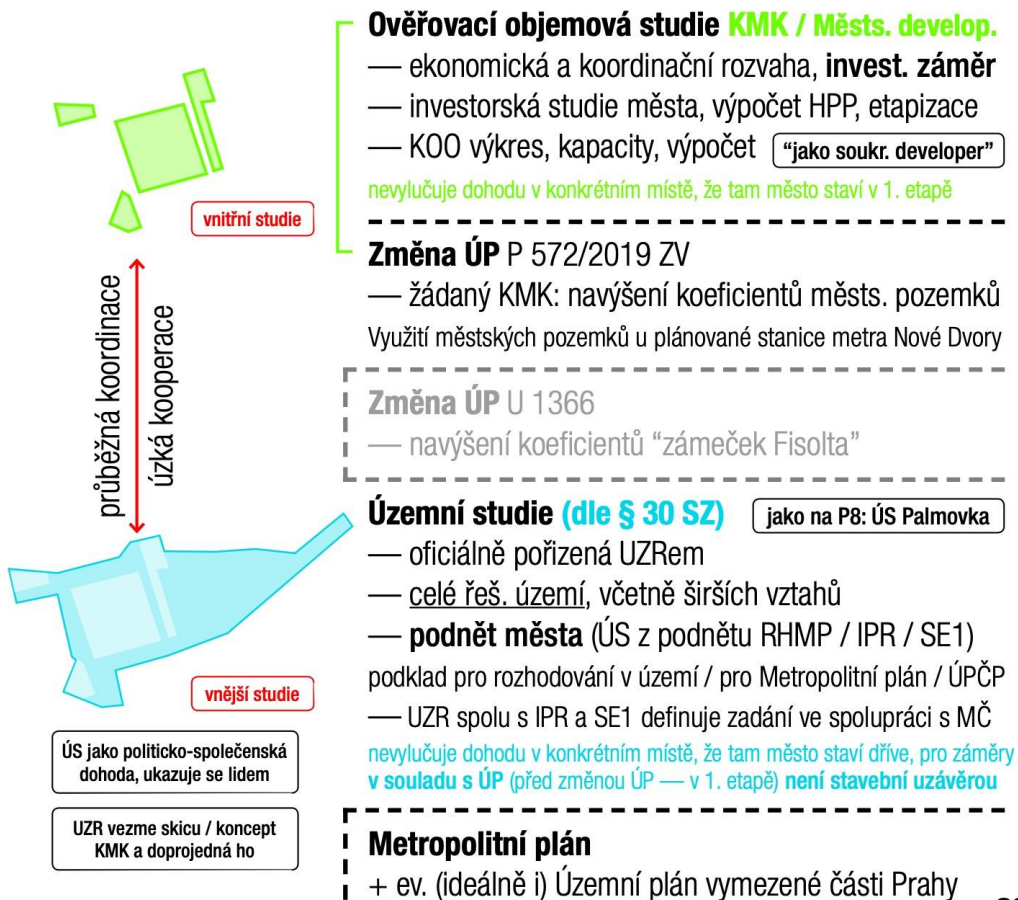 Ověřovací objemová studie KMK / Městs. develop.
— ekonomická a koordinační rozvaha, invest. záměr
— investorská studie města, výpočet HPP, etapizace
— KOO výkres, kapacity, výpočet “jako soukr. developer”
nevylučuje dohodu v konkrétním místě, že tam město staví v 1. etapě
vnitřní studie
Změna ÚP P 572/2019 ZV
— žádaný KMK: navýšení koeficientů městs. pozemků
Využití městských pozemků u plánované stanice metra Nové Dvory
průběžná koordinace
úzká kooperace
Změna ÚP U 1366
— navýšení koeficientů “zámeček Fisolta”
Územní studie (dle § 30 SZ) jako na P8: ÚS Palmovka
— oficiálně pořizená UZRem
— celé řeš. území, včetně širších vztahů
— podnět města (ÚS z podnětu RHMP / IPR / SE1)
podklad pro rozhodování v území / pro Metropolitní plán / ÚPČP
— UZR spolu s IPR a SE1 definuje zadání ve spolupráci s MČ
nevylučuje dohodu v konkrétním místě, že tam město staví dříve, pro záměry
v souladu s ÚP (před změnou ÚP — v 1. etapě) není stavební uzávěrou
vnější studie
ÚS jako politicko-společenská
dohoda, ukazuje se lidem
UZR vezme skicu / koncept
KMK a doprojedná ho
Metropolitní plán
+ ev. (ideálně i) Územní plán vymezené části Prahy